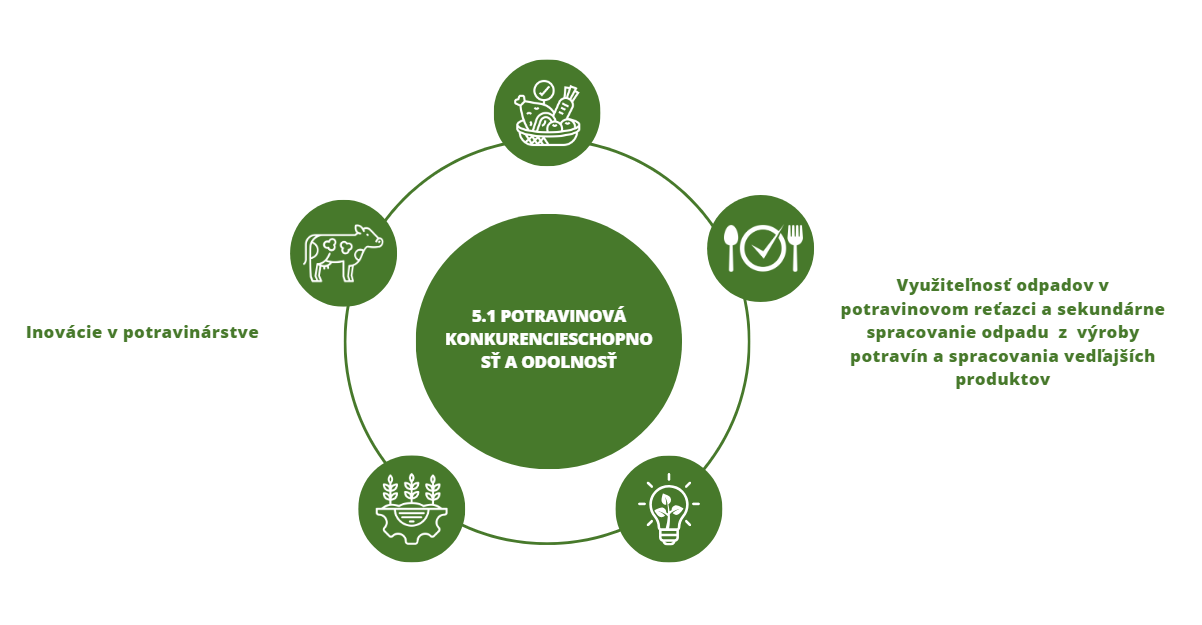 5.1 POTRAVINOVÁ
KONKURENCIESCHOPNO
SŤ A ODOLNOSŤ
Inovácie v potravinárstve
Využiteľnosť odpadov v
potravinovom reťazci a sekundárne
spracovanie odpadu  z  výroby
potravín a spracovania vedľajších
produktov